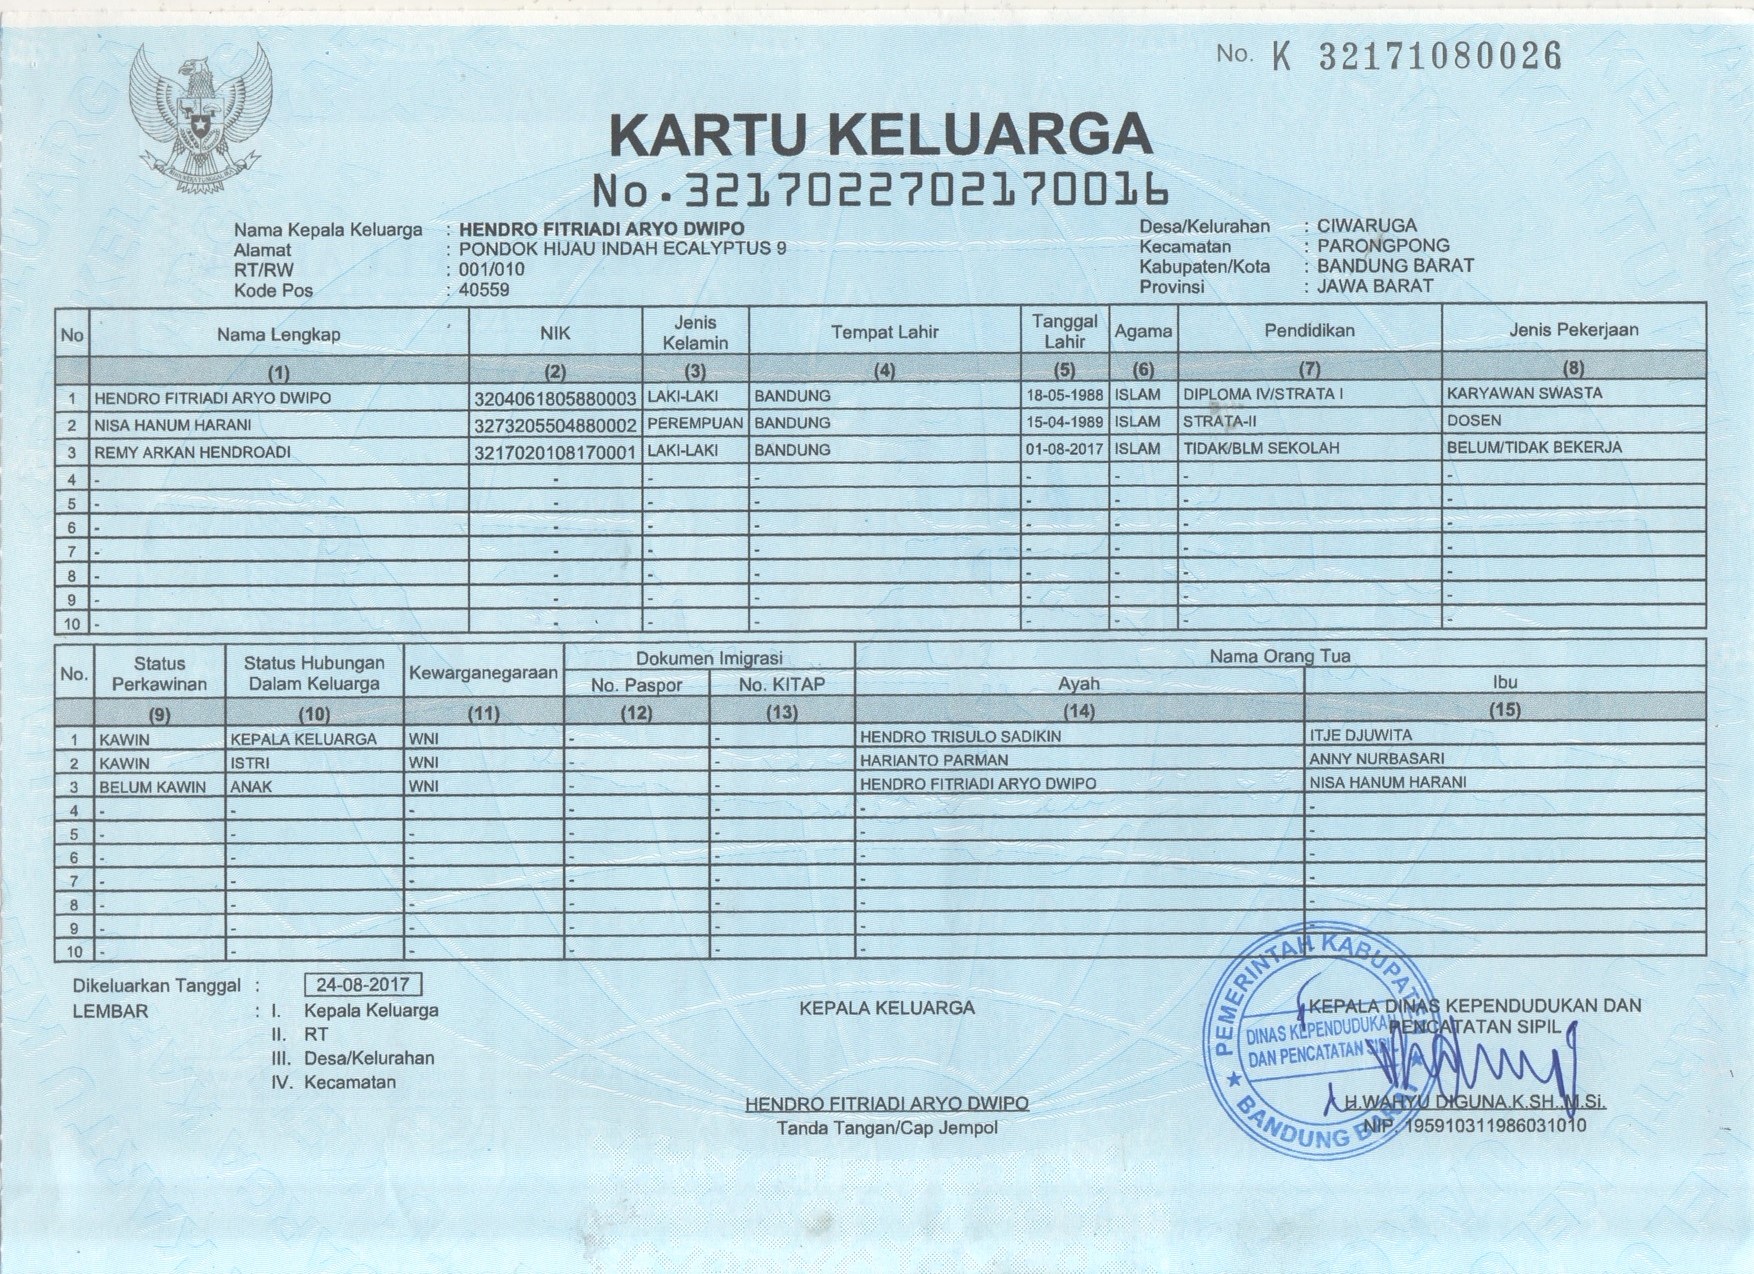 No. K 32171080026
KARTU KELUARGA
No.3217022702170016
Nama Kepala Keluarga : HENDRO FITRIADI ARYO DWIPO
Alamat : PONDOK HIJAU INDAH ECALYPTUS 9
RT/RW : 001/010
Kode Pos : 40559
Desa/Kelurahan : CIWARUGA
Kecamatan : PARONGPONG
Kabupaten/Kota : BANDUNG BARAT
Provinsi : JAWA BARAT
No Nama Lengkap NIK Jenis Kelamin Tempat Lahir Tanggal Lahir Agama Pendidikan Jenis Pekerjaan
(1) (2) (3) (4) (5) (6) (7) (8)
1 HENDRO FITRIADI ARYO DWIPO 3204061805880003 LAKI-LAKI BANDUNG 18-05-1988 ISLAM DIPLOMA IV/STRATA I KARYAWAN SWASTA
2 NISA HANUM HARANI 3273205504880002 PEREMPUAN BANDUNG 15-04-1989 ISLAM STRATA-II DOSEN
3 REMY ARKAN HENDROADI 3217020108170001 LAKI-LAKI BANDUNG 01-08-2017 ISLAM TIDAK/BLM SEKOLAH BELUM/TIDAK BEKERJA
4 - - - - - - - -
5 - - - - - - - -
6 - - - - - - - -
7 - - - - - - - -
8 - - - - - - - -
9 - - - - - - - -
10 - - - - - - - -
No. Status Perkawinan Status Hubungan Dalam Keluarga Kewarganegaraan Dokumen Imigrasi Nama Orang Tua
No. Paspor No. KITAP Ayah Ibu
(9) (10) (11) (12) (13) (14) (15)
1 KAWIN KEPALA KELUARGA WNI - - HENDRO TRISULO SADIKIN ITJE DJUWITA
2 KAWIN ISTRI WNI - - HARIANTO PARMAN ANNY NURBASARI
3 BELUM KAWIN ANAK WNI - - HENDRO FITRIADI ARYO DWIPO NISA HANUM HARANI
4 - - - - - - -
5 - - - - - - -
6 - - - - - - -
7 - - - - - - -
8 - - - - - - -
9 - - - - - - -
10 - - - - - -
Dikeluarkan Tanggal : 24-08-2017
LEMBAR : I. Kepala Keluarga
II. RT
III. Desa/Kelurahan
IV. Kecamatan
KEPALA KELUARGA
HENDRO FITRIADI ARYO DWIPO
Tanda Tangan/Cap Jempol
KEPALA DINAS KEPENDUDUKAN DAN
PENCATATAN SIPIL
PEMERINTAH KABUPATEN
DINAS KEPENDUDUKAN
DAN PENCATATAN SIPIL
BANDUNG BARAT
H.WAHYU DIGUNA.K.SH.,M.Si.
NIP. 195910311986031010